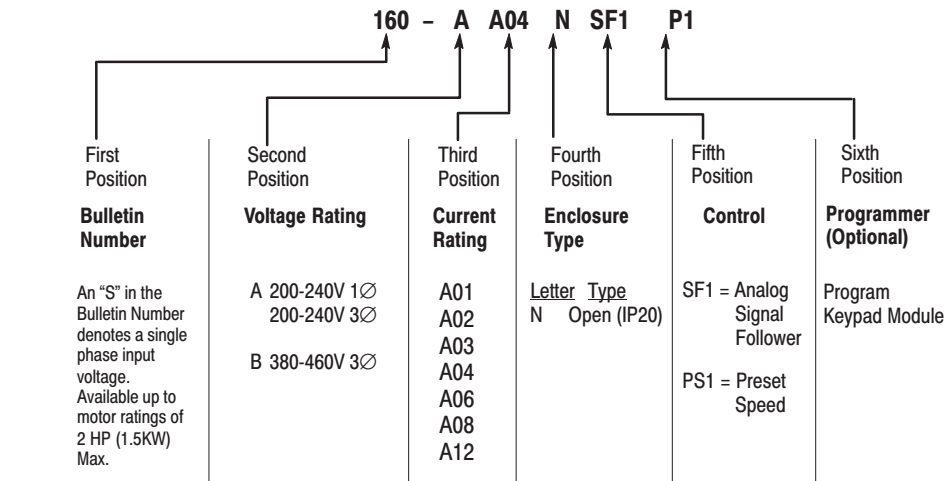 160 – A A04 N SF1 P1
First
Position
Bulletin
Number
An “S” in the
Bulletin Number
denotes a single
phase input
voltage.
Available up to
motor ratings of
2 HP (1.5KW)
Max.
Second
Position
Voltage Rating
A 200-240V 1∅
200-240V 3∅
B 380-460V 3∅
Third
Position
Current
Rating
A01
A02
A03
A04
A06
A08
A12
Fourth
Position
Enclosure
Type
Letter Type
N Open (IP20)
Fifth
Position
Control
SF1 = Analog
Signal
Follower
PS1 = Preset
Speed
Sixth
Position
Programmer
(Optional)
Program
Keypad Module